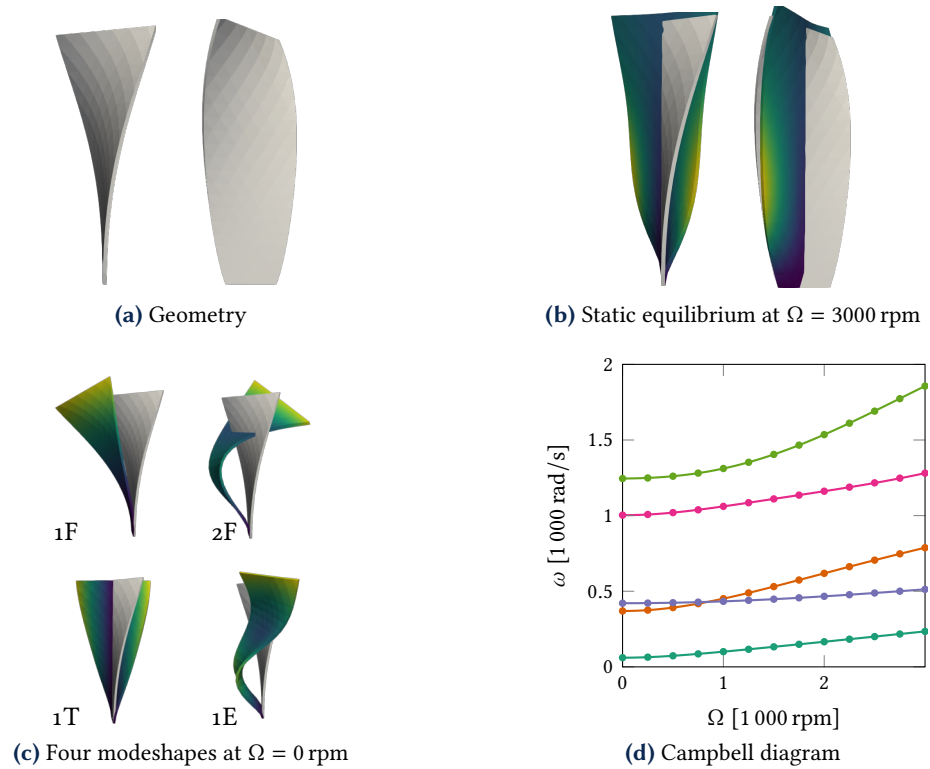 (a) Geometry
(b) Static equilibrium at Ω = 3000 rpm
1F
2F
1T
1E
(c) Four modeshapes at Ω = 0 rpm
2
1.5
1
0.5
0
ω [1 000 rad/s]
0
1
2
Ω [1 000 rpm]
(d) Campbell diagram